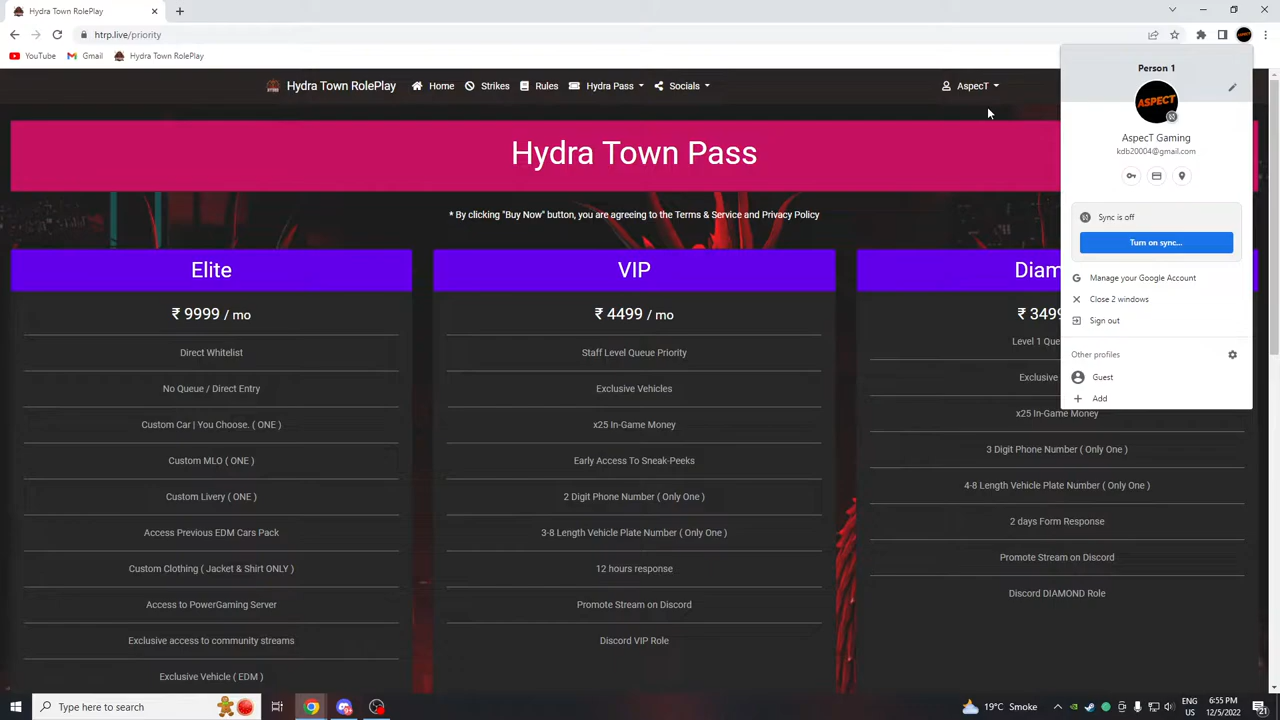 Hydra Town RolePlay
htrp.live/priority
YouTube
Gmail
Hydra Town RolePlay
Hydra Town RolePlay
Home
Strikes
Rules
Hydra Pass
Socials
AspecT
Hydra Town Pass
* By clicking "Buy Now" button, you are agreeing to the Terms & Service and Privacy Policy
Elite
₹ 9999 / mo
Direct Whitelist
No Queue / Direct Entry
Custom Car | You Choose. ( ONE )
Custom MLO ( ONE )
Custom Livery ( ONE )
Access Previous EDM Cars Pack
Custom Clothing ( Jacket & Shirt ONLY )
Access to PowerGaming Server
Exclusive access to community streams
Exclusive Vehicle ( EDM )
VIP
₹ 4499 / mo
Staff Level Queue Priority
Exclusive Vehicles
x25 In-Game Money
Early Access To Sneak-Peeks
2 Digit Phone Number ( Only One )
3-8 Length Vehicle Plate Number ( Only One )
12 hours response
Promote Stream on Discord
Discord VIP Role
Diam
₹ 3499
Level 1 Que
Exclusive
x25 In-Game Money
3 Digit Phone Number ( Only One )
4-8 Length Vehicle Plate Number ( Only One )
2 days Form Response
Promote Stream on Discord
Discord DIAMOND Role
Person 1
ASPECT
AspecT Gaming
kdb20004@gmail.com
Sync is off
Turn on sync...
Manage your Google Account
Close 2 windows
Sign out
Other profiles
Guest
Add
Type here to search
19°C Smoke
ENG
US
6:55 PM
12/5/2022
21